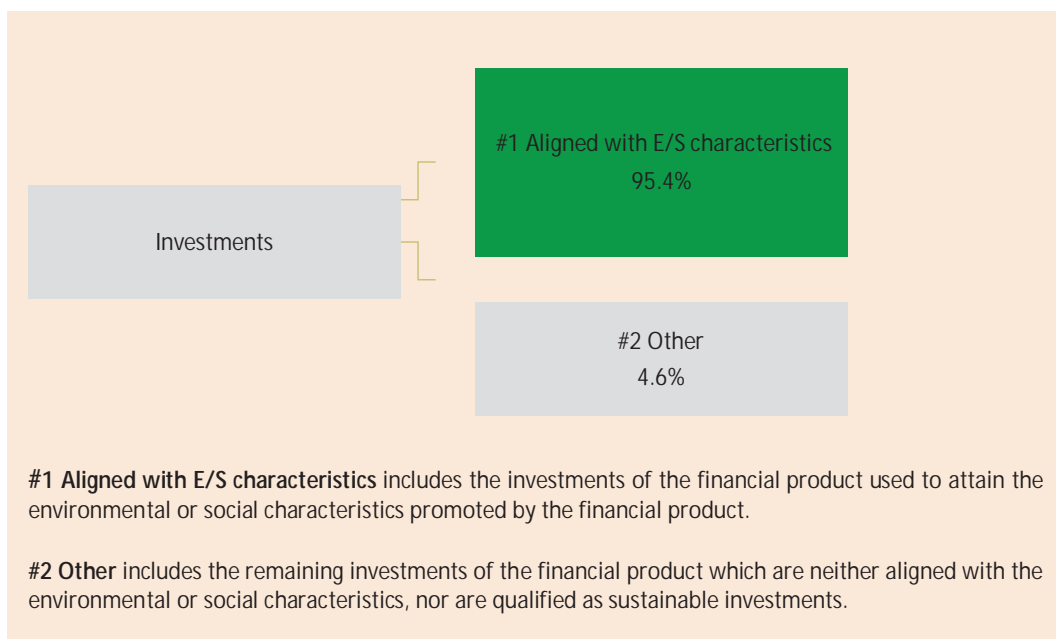 #1 Aligned with E/S characteristics
95.4%
Investments
#2 Other
4.6%
#1 Aligned with E/S characteristics includes the investments of the financial product used to attain the
environmental or social characteristics promoted by the financial product.
#2 Other includes the remaining investments of the financial product which are neither aligned with the
environmental or social characteristics, nor are qualified as sustainable investments.